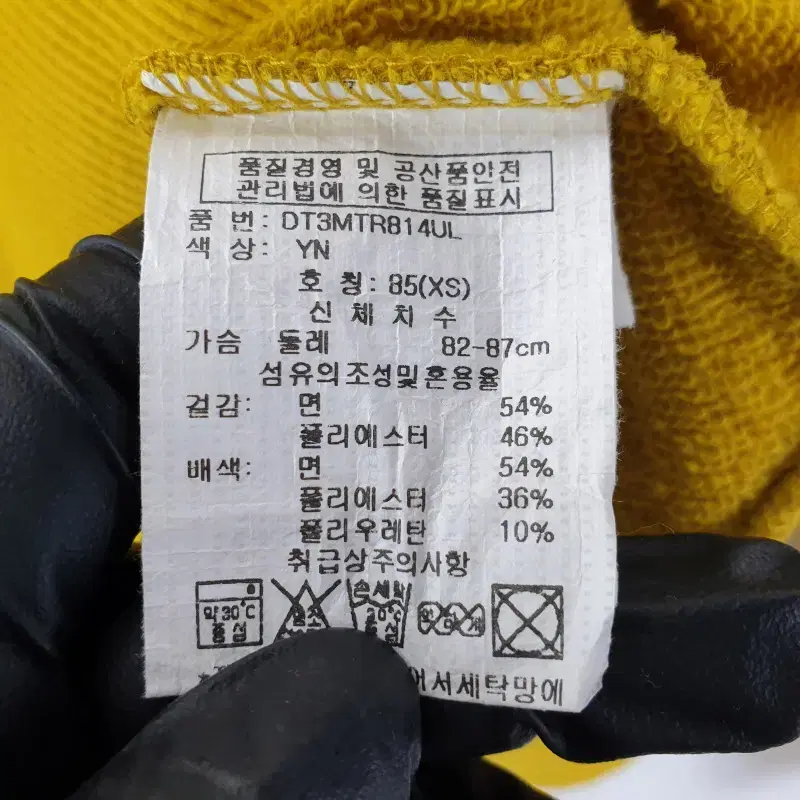 품질경영 및 공산품안전
관리법에 의한 품질표시
품 번: DT3MTR814UL
색 상: YN
호 칭: 85(XS)
신 체 치 수
가슴 둘레 82-87cm
섬유의조성및혼용율
겉감: 면 54%
폴리에스터 46%
배색: 면 54%
폴리에스터 36%
폴리우레탄 10%
취급상주의사항
약30℃ 중성
손세탁
중성
어서세탁망에